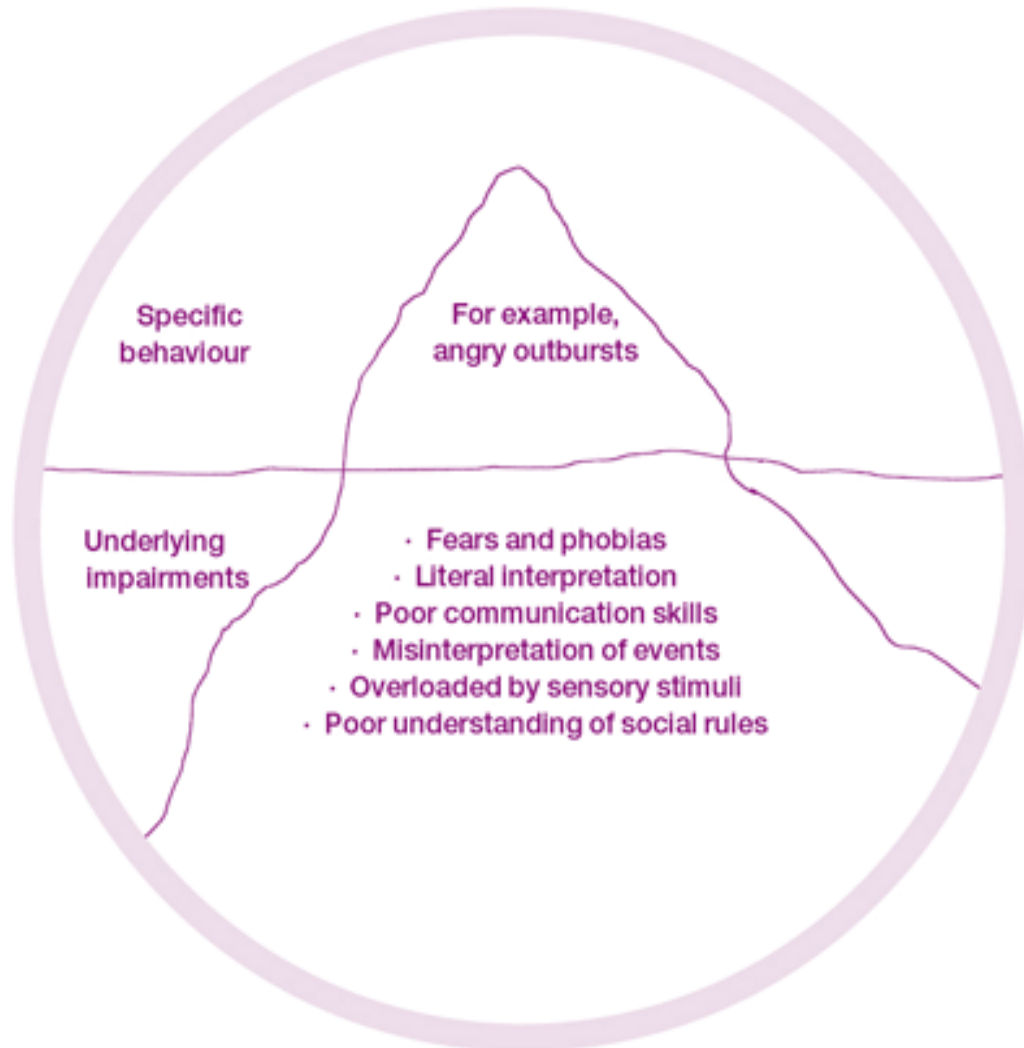 Specific
behaviour
For example,
angry outbursts
Underlying
impairments
· Fears and phobias
· Literal interpretation
· Poor communication skills
· Misinterpretation of events
· Overloaded by sensory stimuli
· Poor understanding of social rules